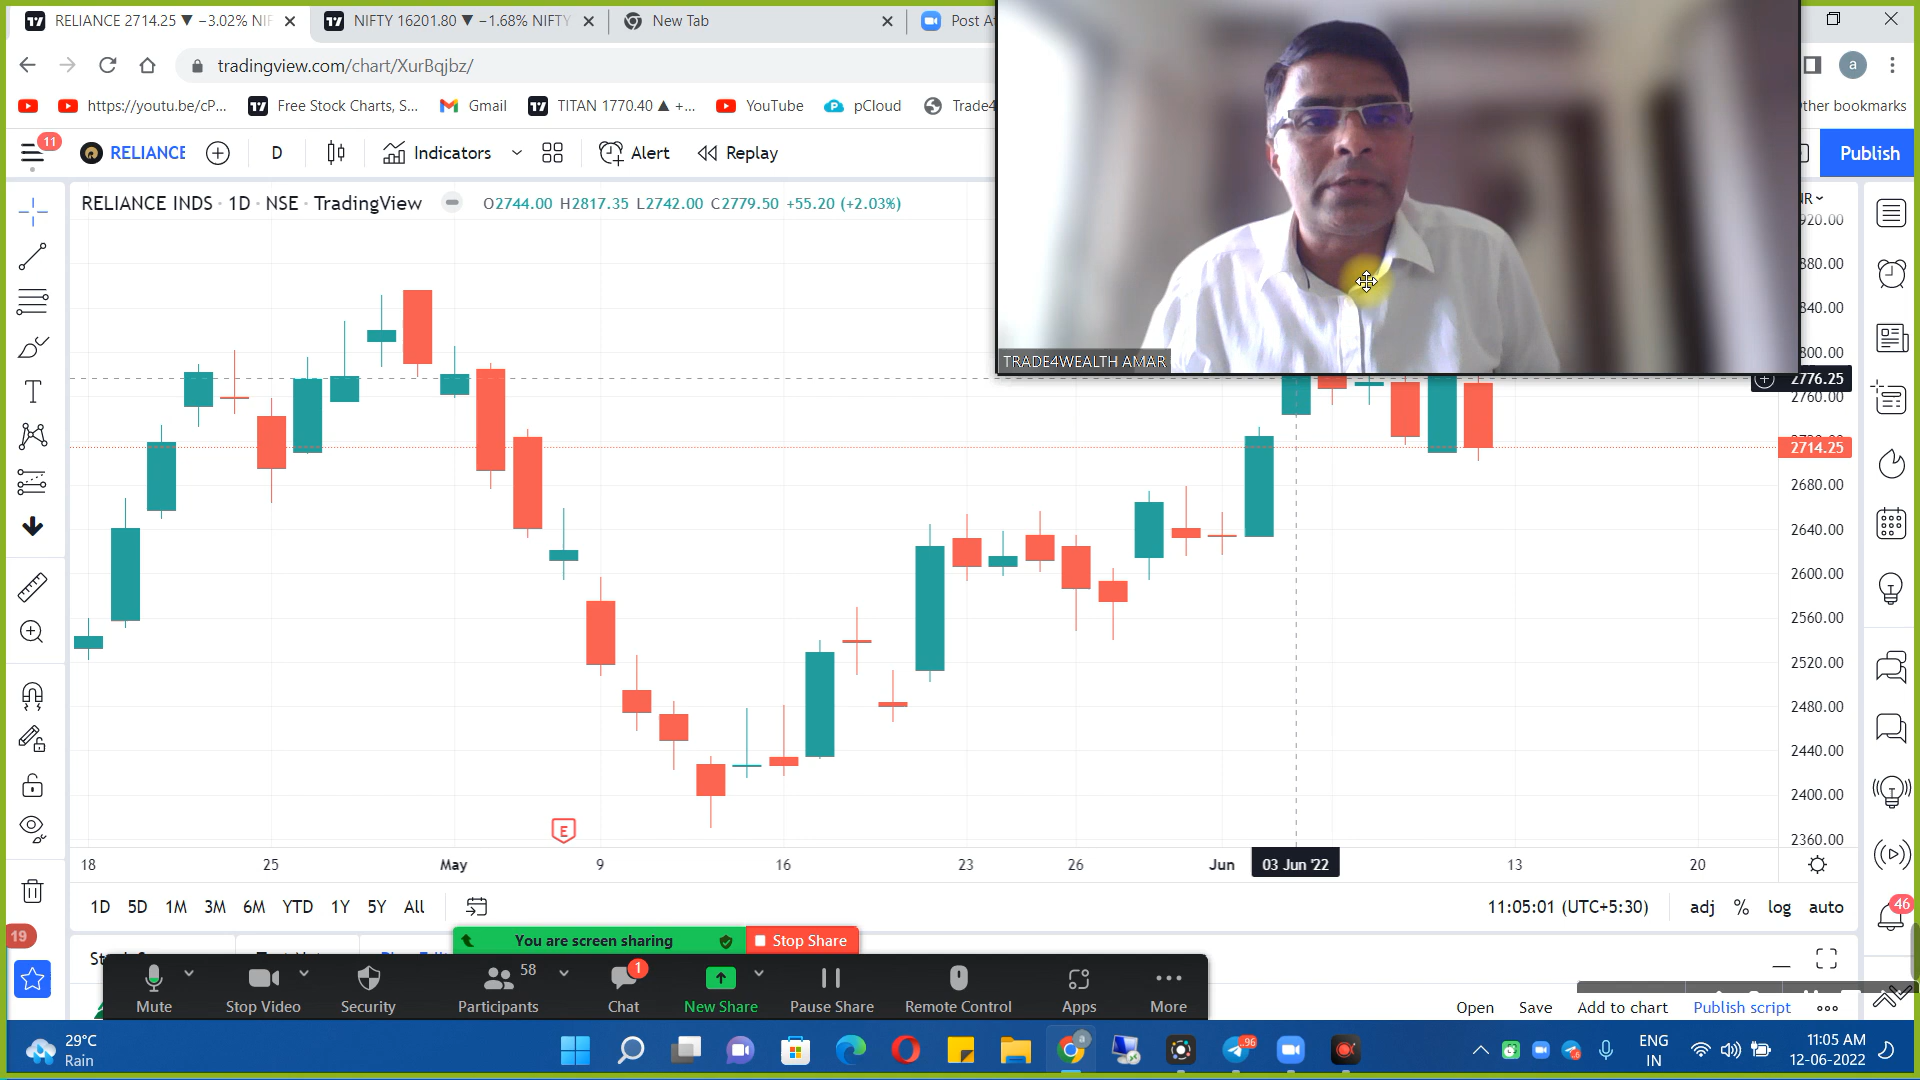 RELIANCE 2714.25 ▼ −3.02% NIF
NIFTY 16201.80 ▼ −1.68% NIFTY
New Tab
Post A
tradingview.com/chart/XurBqjbz/
a
https://youtu.be/cP...
Free Stock Charts, S...
Gmail
TITAN 1770.40 ▲ +...
YouTube
pCloud
Trade4
ther bookmarks
11
RELIANCE
D
Indicators
Alert
Replay
Publish
RELIANCE INDS · 1D · NSE · TradingView
O2744.00 H2817.35 L2742.00 C2779.50 +55.20 (+2.03%)
TRADE4WEALTH AMAR
NR
920.00
880.00
840.00
800.00
2776.25
2760.00
2714.25
2680.00
2640.00
2600.00
2560.00
2520.00
2480.00
2440.00
2400.00
2360.00
E
18
25
May
9
16
23
26
Jun
03 Jun '22
13
20
1D 5D 1M 3M 6M YTD 1Y 5Y All
11:05:01 (UTC+5:30)
adj % log auto
46
19
You are screen sharing
Stop Share
Mute
Stop Video
Security
58
Participants
1
Chat
New Share
Pause Share
Remote Control
Apps
More
Open
Save
Add to chart
Publish script
29°C
Rain
96
ENG
IN
11:05 AM
12-06-2022